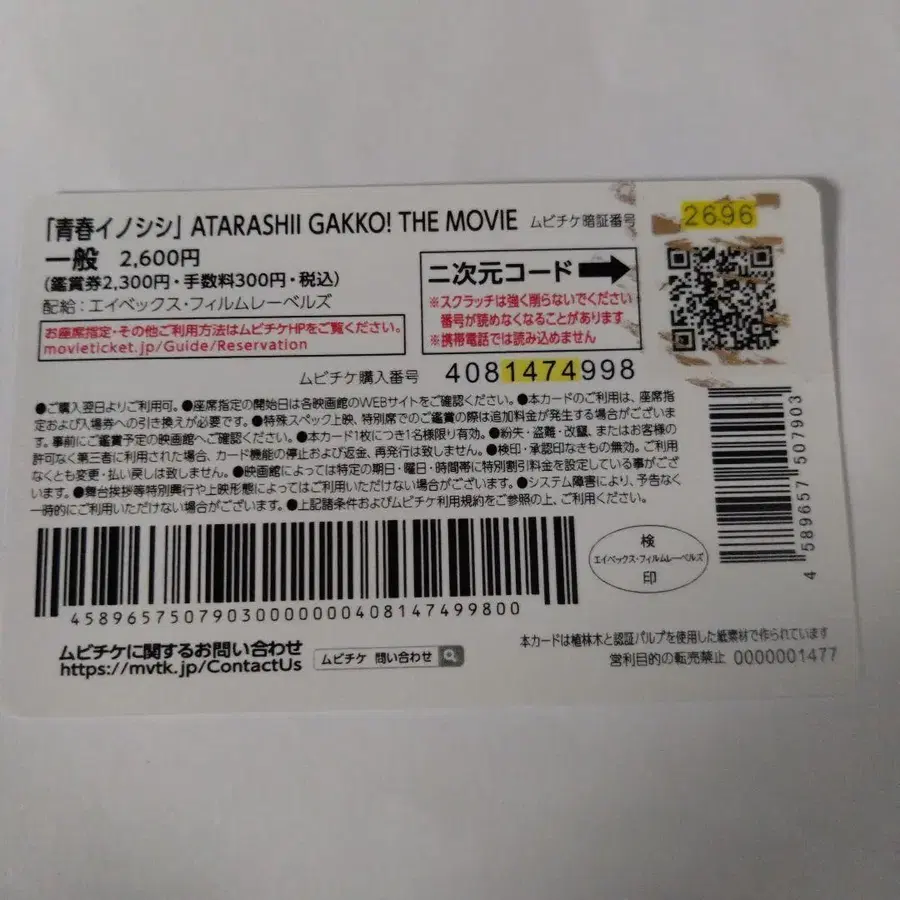 「青春イノシシ」 ATARASHII GAKKO! THE MOVIE
ムビチケ暗証番号 2696
一般 2,600円
(鑑賞券2,300円・手数料300円・税込)
配給：エイベックス・フィルムレーベルズ
お座席指定・その他ご利用方法はムビチケHPをご覧ください。
movieticket.jp/Guide/Reservation
二次元コード
※スクラッチは強く削らないでください
番号が読めなくなることがあります
※携帯電話では読み込めません
ムビチケ購入番号 4081474998
●ご購入翌日よりご利用可。●座席指定の開始日は各映画館のWEBサイトをご確認ください。●本カードのご利用は、座席指
定および入場券への引き換えが必要です。●特殊スペック上映、特別席でのご鑑賞の際は追加料金が発生する場合がございま
す。事前にご鑑賞予定の映画館へご確認ください。●本カード1枚につき1名様限り有効。●紛失・盗難・改竄、またはお客様の
許可なく第三者に利用された場合、カード機能の停止および返金、再発行は致しません。●検印・承認印なきもの無効。ご利用
なくとも変更・払い戻しは致しません。●映画館によっては特定の期日・曜日・時間帯に特別割引料金を設定している事がござ
います。●舞台挨拶等特別興行や上映形態によってはご利用いただけない場合がございます。●システム障害により、予告なく
一時的にご利用いただけない場合がございます。●上記諸条件およびムビチケ利用規約をご参照の上、ご利用ください。
4 589657 507903
458965750790300000004081474998​00
検
エイベックス・フィルムレーベルズ
印
ムビチケに関するお問い合わせ
https://mvtk.jp/ContactUs
ムビチケ 問い合わせ
本カードは植林木と認証パルプを使用した紙素材で作られています
営利目的の転売禁止 0000001477